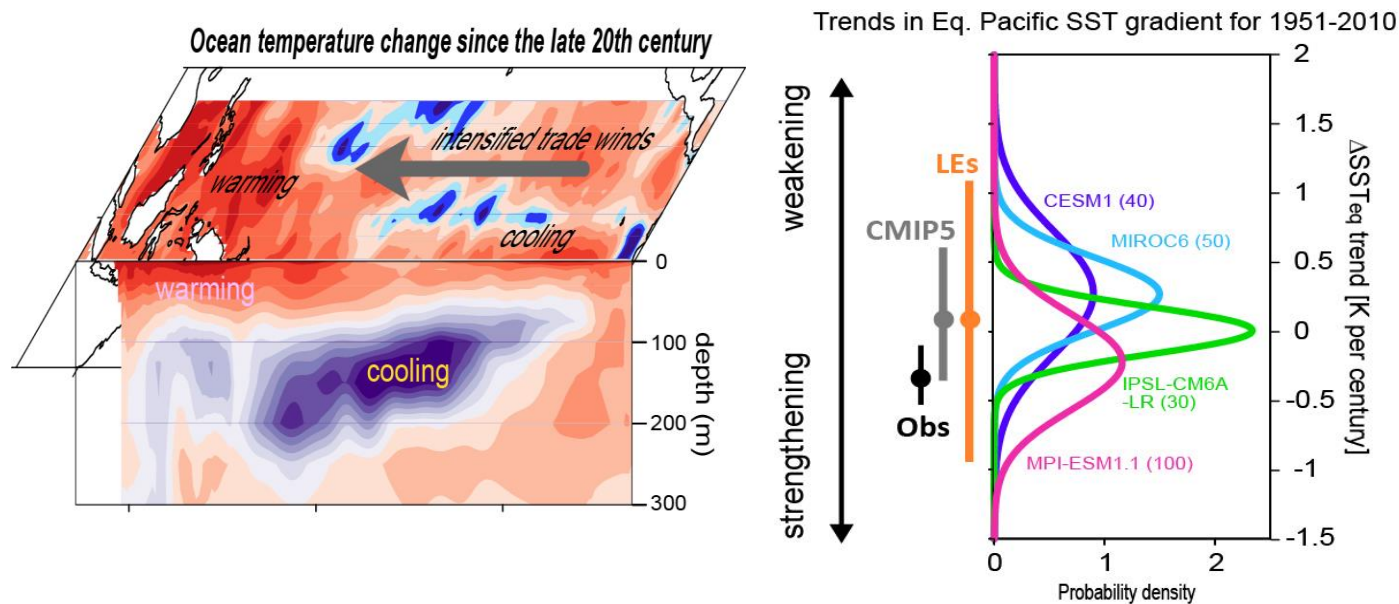 Ocean temperature change since the late 20th century
intensified trade winds
warming
cooling
warming
cooling
0
100
200
300
depth (m)
Trends in Eq. Pacific SST gradient for 1951-2010
weakening
strengthening
Obs
CMIP5
LEs
CESM1 (40)
MIROC6 (50)
IPSL-CM6A
-LR (30)
MPI-ESM1.1 (100)
2
1.5
1
0.5
0
-0.5
-1
-1.5
ΔSSTeq trend [K per century]
0
1
2
Probability density